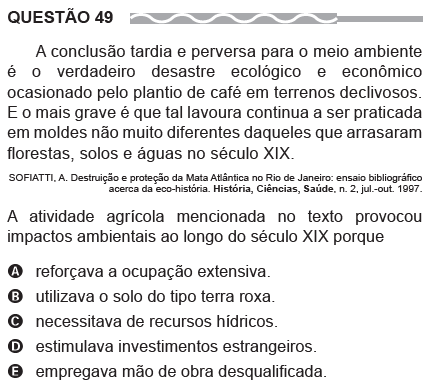 QUESTÃO 49
A conclusão tardia e perversa para o meio ambiente
é o verdadeiro desastre ecológico e econômico
ocasionado pelo plantio de café em terrenos declivosos.
E o mais grave é que tal lavoura continua a ser praticada
em moldes não muito diferentes daqueles que arrasaram
florestas, solos e águas no século XIX.
SOFIATTI, A. Destruição e proteção da Mata Atlântica no Rio de Janeiro: ensaio bibliográfico
acerca da eco-história. História, Ciências, Saúde, n. 2, jul.-out. 1997.
A atividade agrícola mencionada no texto provocou
impactos ambientais ao longo do século XIX porque
A reforçava a ocupação extensiva.
B utilizava o solo do tipo terra roxa.
C necessitava de recursos hídricos.
D estimulava investimentos estrangeiros.
E empregava mão de obra desqualificada.